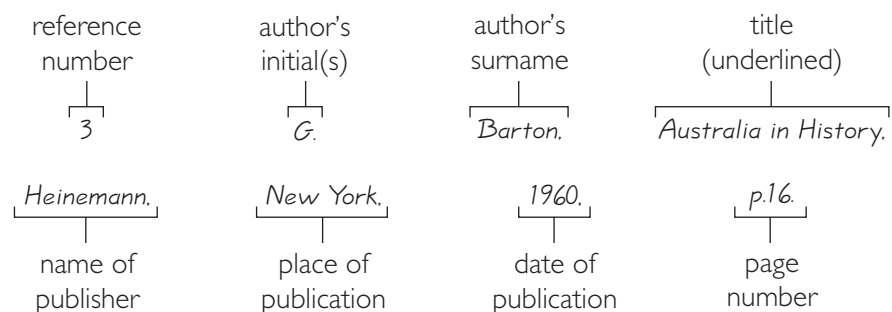 reference author's author's title
number initial(s) surname (underlined)
3 G. Barton, Australia in History,
Heinemann, New York, 1960, p.16.
name of place of date of page
publisher publication publication number